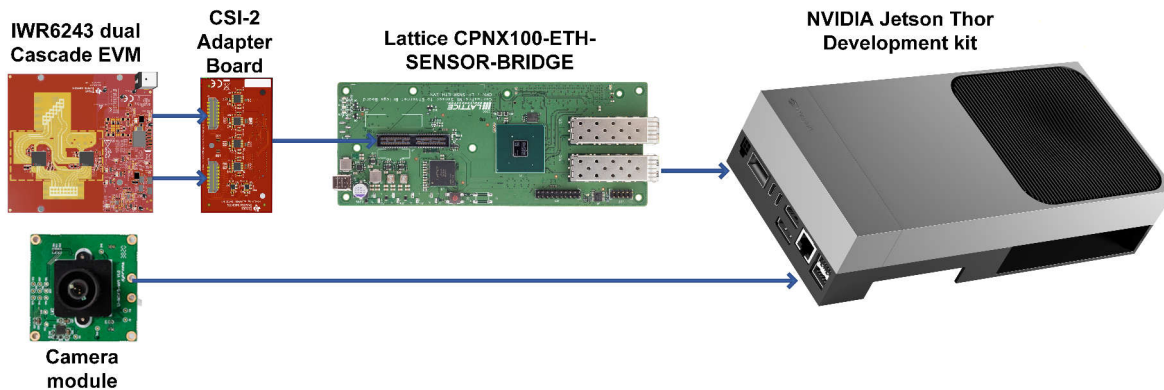 IWR6243 dual
Cascade EVM
CSI-2
Adapter
Board
Lattice CPNX100-ETH-
SENSOR-BRIDGE
NVIDIA Jetson Thor
Development kit
LATTICE
Camera
module